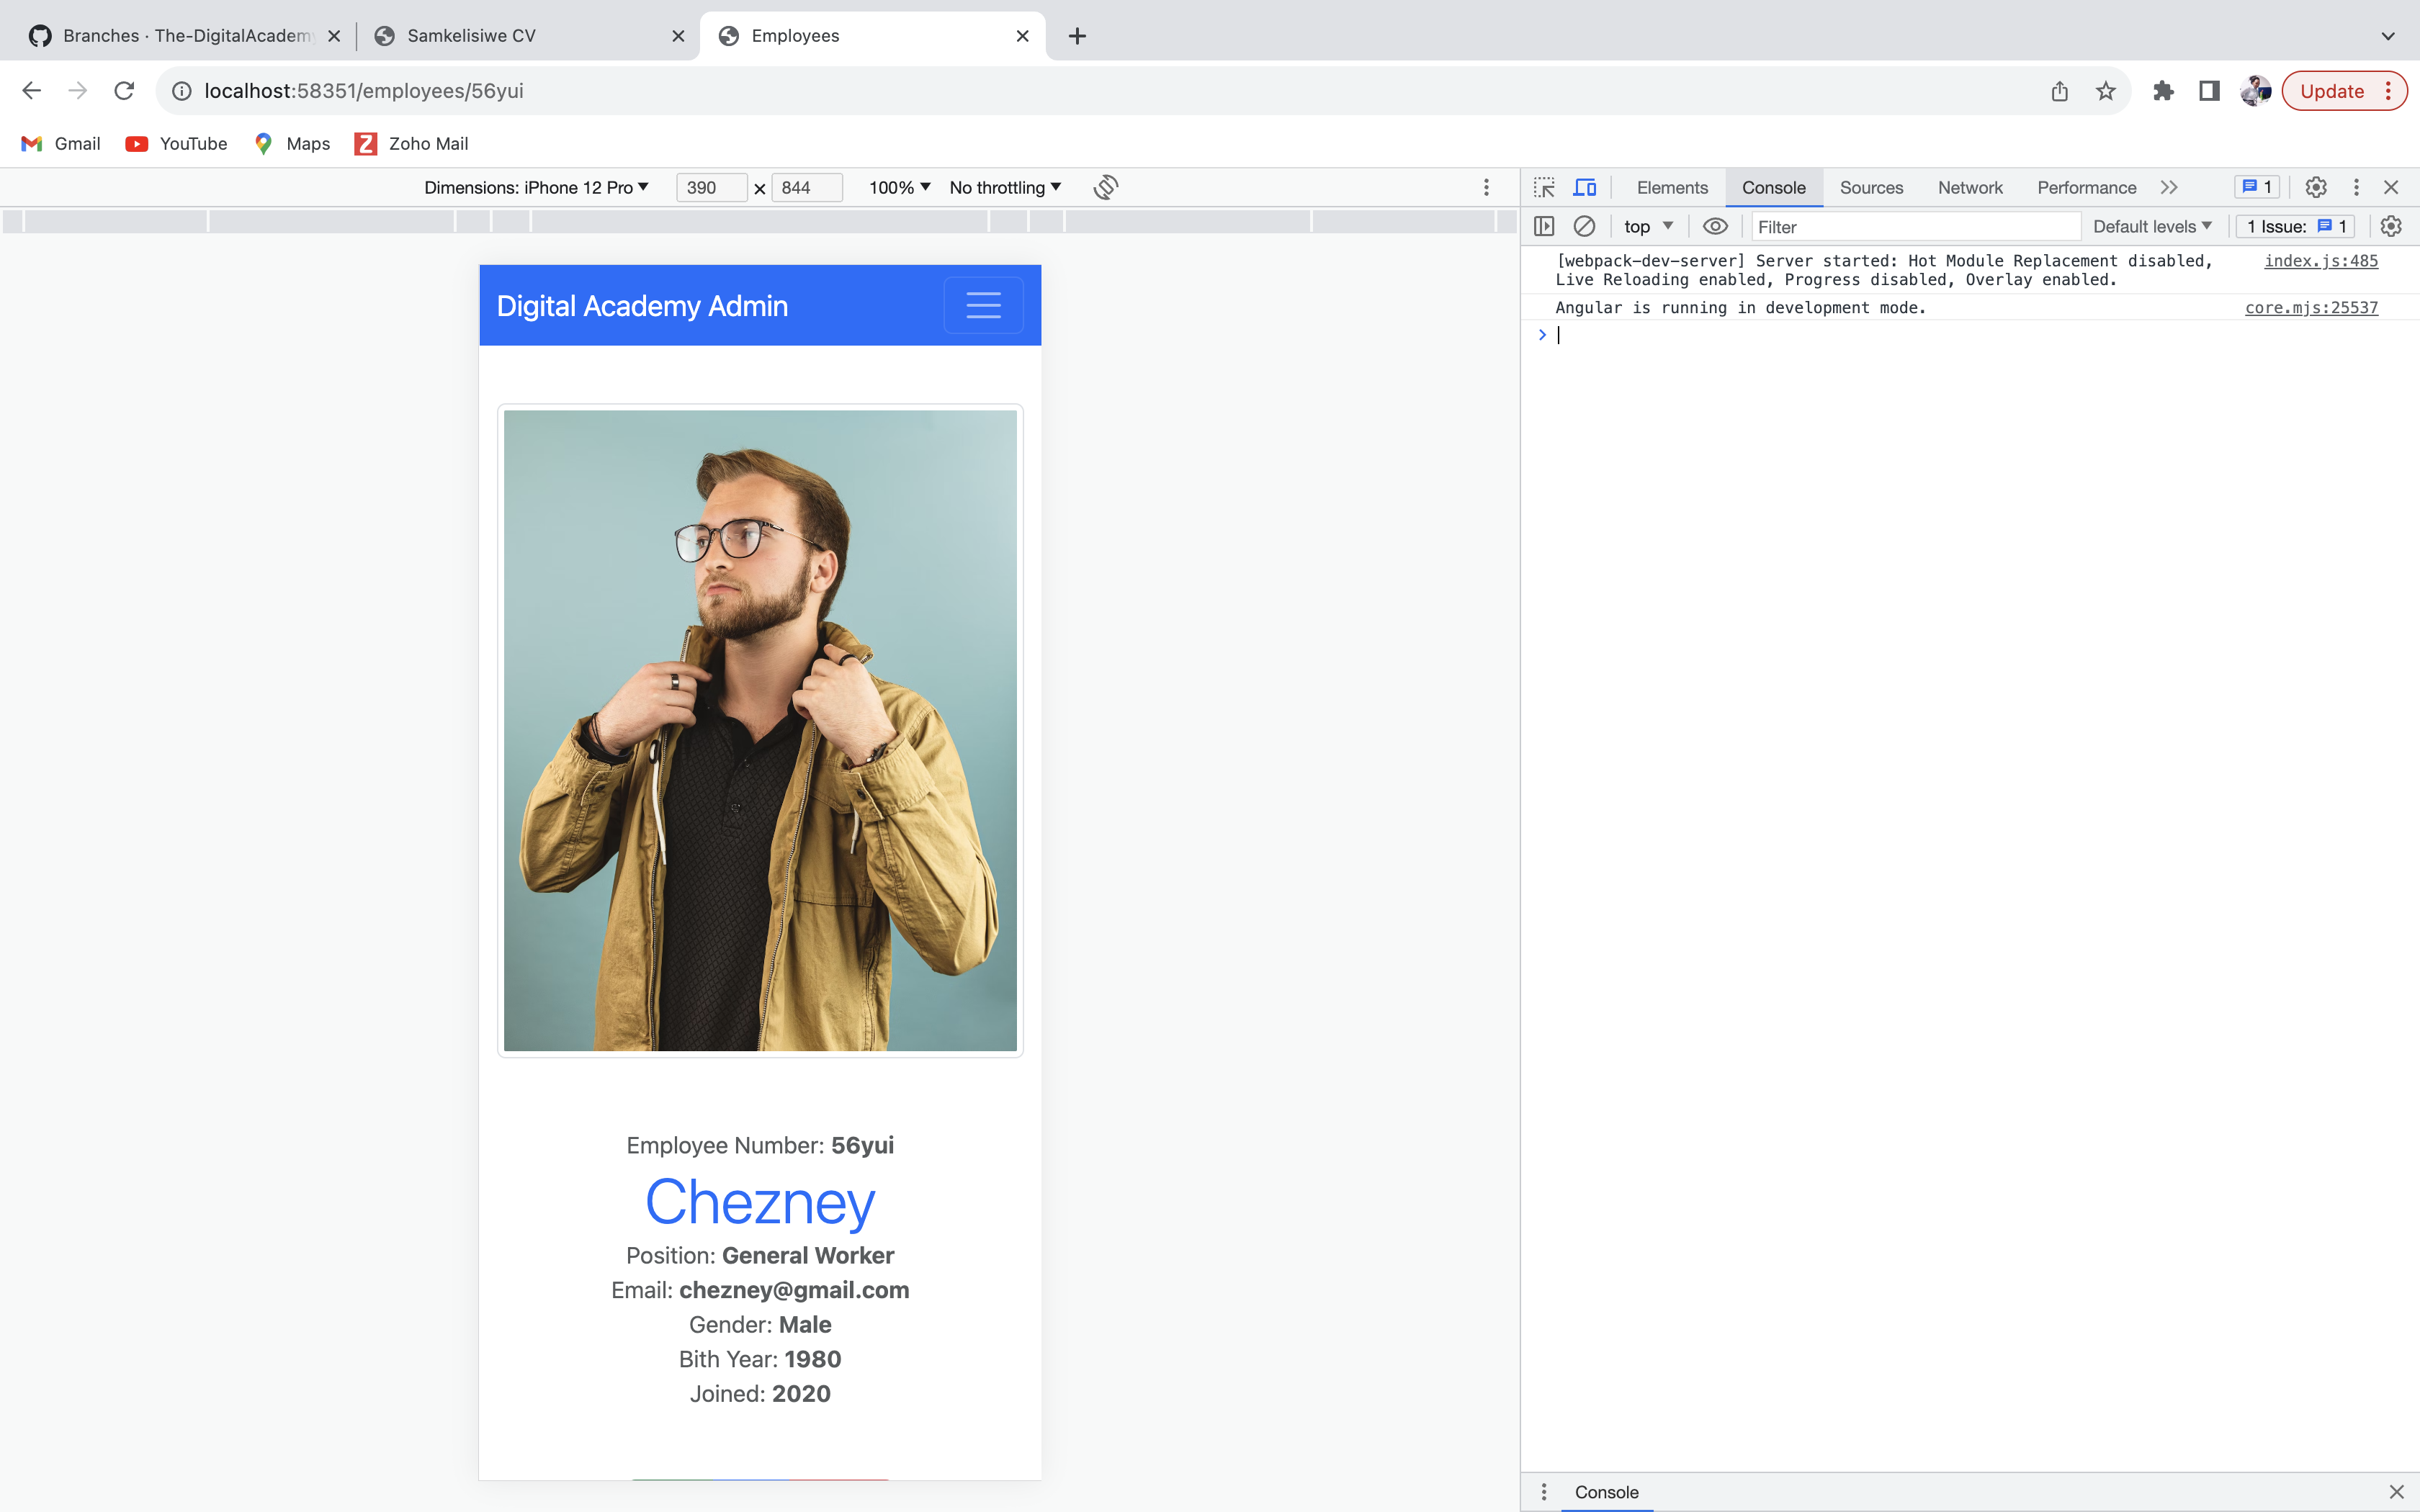 Branches · The-DigitalAcademy
Samkelisiwe CV
Employees
localhost:58351/employees/56yui
Update
Gmail
YouTube
Maps
Zoho Mail
Dimensions: iPhone 12 Pro
390 × 844
100%
No throttling
Elements
Console
Sources
Network
Performance
1
top
Filter
Default levels
1 Issue: 1
[webpack-dev-server] Server started: Hot Module Replacement disabled, index.js:485
Live Reloading enabled, Progress disabled, Overlay enabled.
Angular is running in development mode. core.mjs:25537
Digital Academy Admin
Employee Number: 56yui
Chezney
Position: General Worker
Email: chezney@gmail.com
Gender: Male
Bith Year: 1980
Joined: 2020
Console